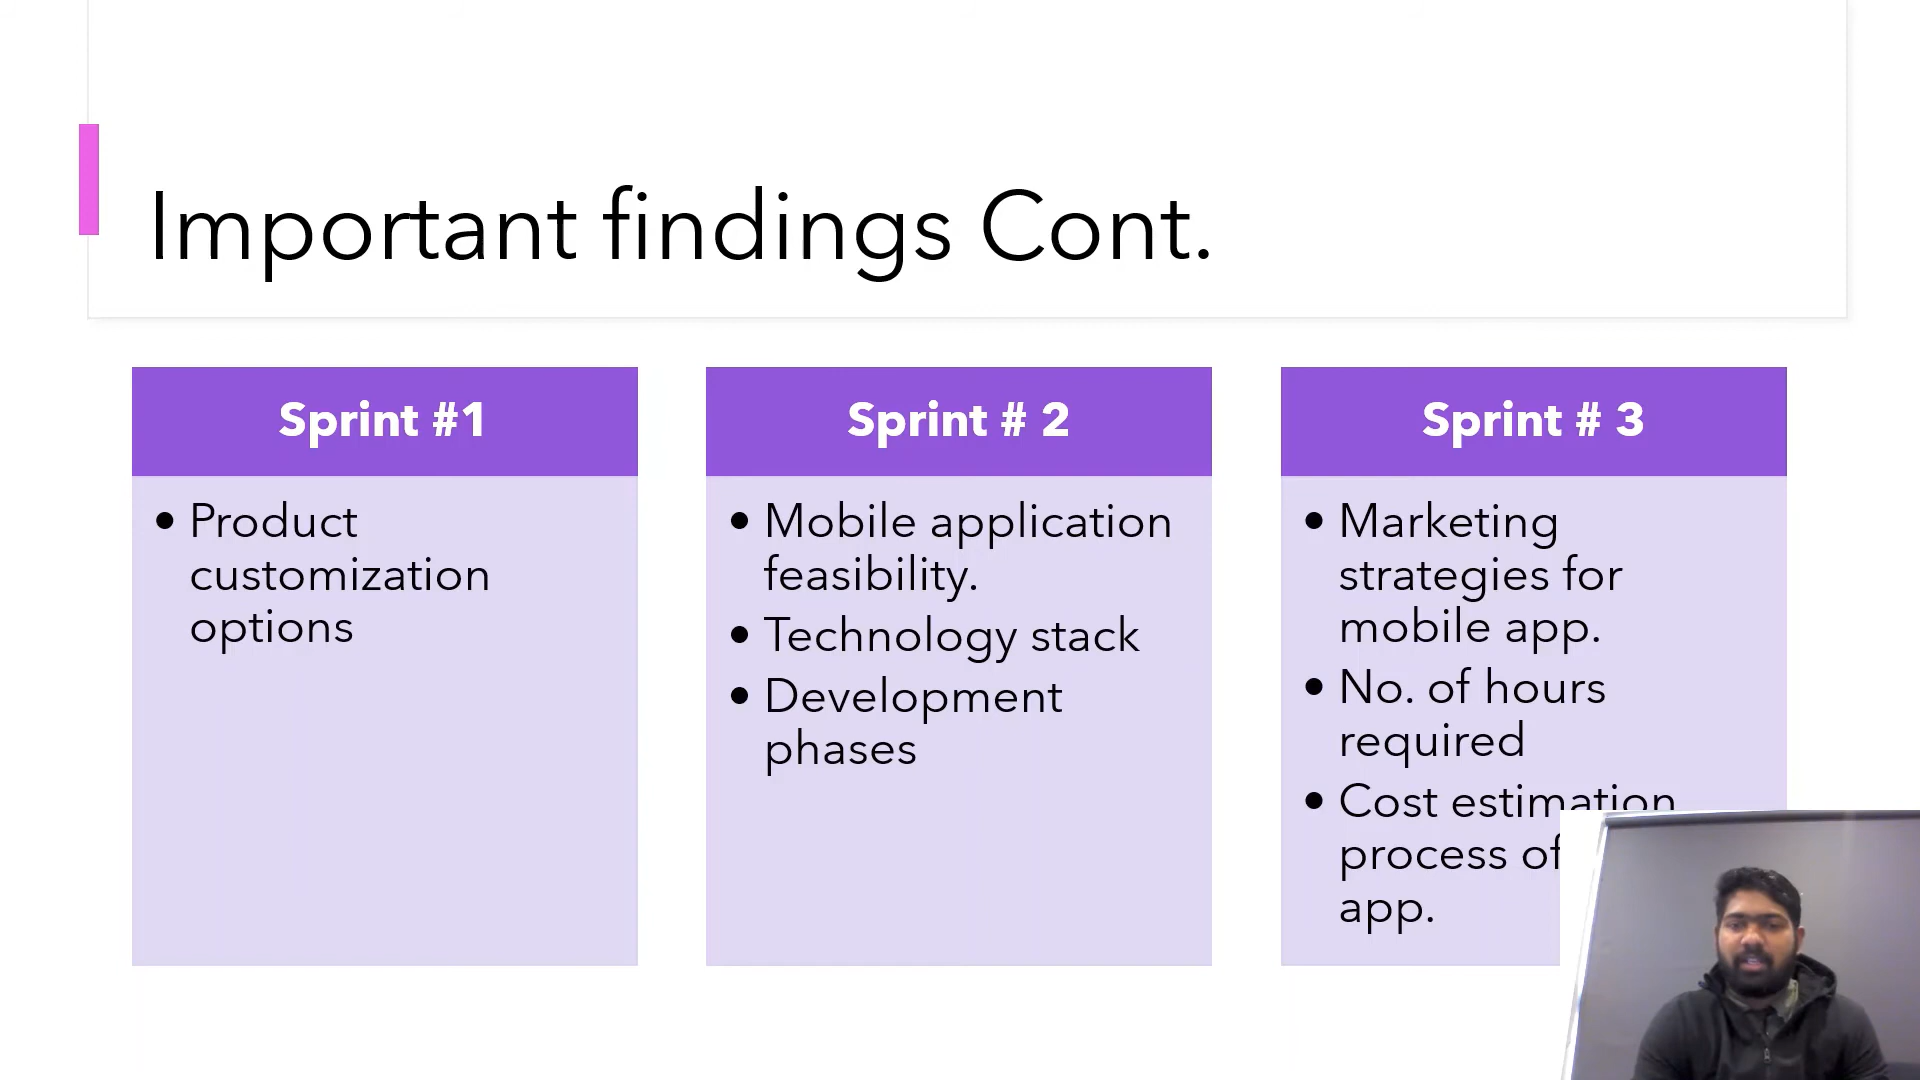 Important findings Cont.
Sprint #1
• Product
customization
options
Sprint # 2
• Mobile application
feasibility.
• Technology stack
• Development
phases
Sprint # 3
• Marketing
strategies for
mobile app.
• No. of hours
required
• Cost estimation
process of
app.